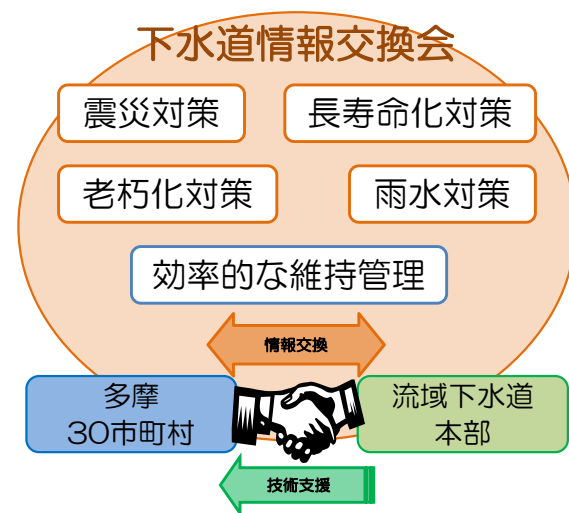 下水道情報交換会
震災対策
長寿命化対策
老朽化対策
雨水対策
効率的な維持管理
情報交換
多摩
30市町村
流域下水道
本部
技術支援